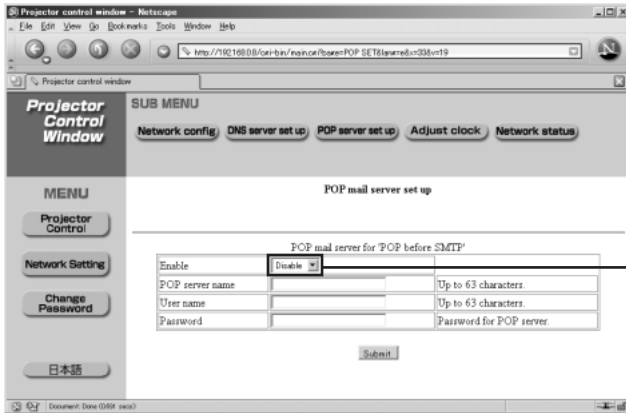 Projector control window - Netscape
File Edit View Go Bookmarks Tools Window Help
Projector control window
Projector
Control
Window
SUB MENU
Network config DNS server set up POP server set up Adjust clock Network status
MENU
Projector
Control
Network Setting
Change
Password
日本語
POP mail server set up
POP mail server for 'POP before SMTP'
Enable Disable
POP server name Up to 63 characters.
User name Up to 63 characters.
Password Password for POP server.
Submit
Document: Done